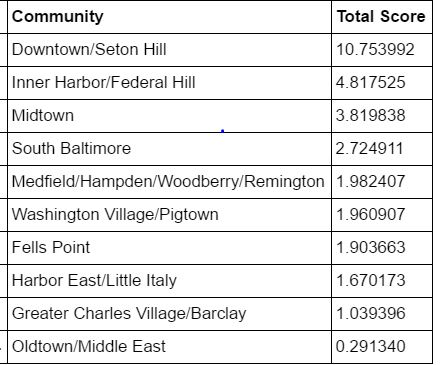 Community Total Score
Downtown/Seton Hill 10.753992
Inner Harbor/Federal Hill 4.817525
Midtown 3.819838
South Baltimore 2.724911
Medfield/Hampden/Woodberry/Remington 1.982407
Washington Village/Pigtown 1.960907
Fells Point 1.903663
Harbor East/Little Italy 1.670173
Greater Charles Village/Barclay 1.039396
Oldtown/Middle East 0.291340